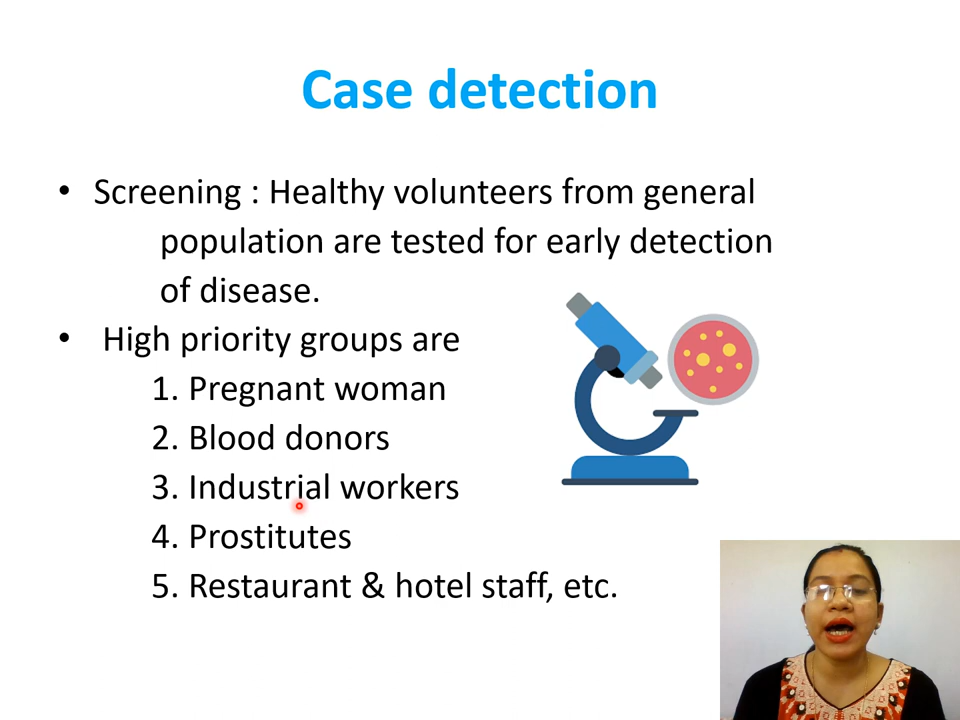 Case detection
• Screening : Healthy volunteers from general
population are tested for early detection
of disease.
• High priority groups are
1. Pregnant woman
2. Blood donors
3. Industrial workers
4. Prostitutes
5. Restaurant & hotel staff, etc.